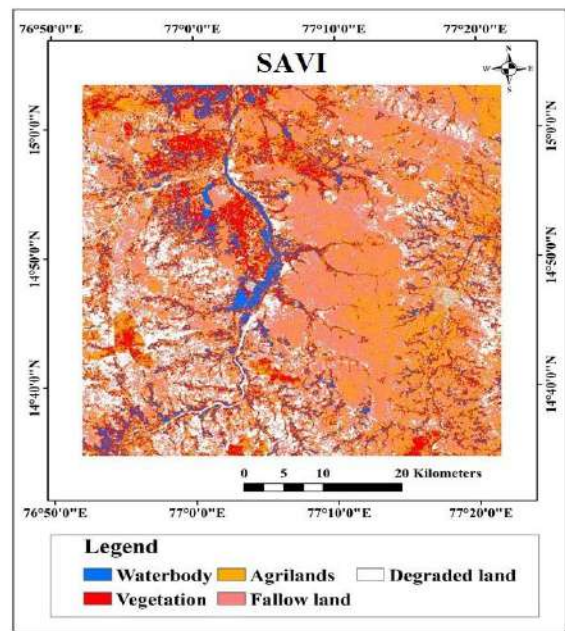 76°50'0"E 77°0'0"E 77°10'0"E 77°20'0"E
SAVI
N
W E
S
15°0'0"N 15°0'0"N
14°50'0"N 14°50'0"N
14°40'0"N 14°40'0"N
0 5 10 20 Kilometers
76°50'0"E 77°0'0"E 77°10'0"E 77°20'0"E
Legend
Waterbody Agrilands Degraded land
Vegetation Fallow land